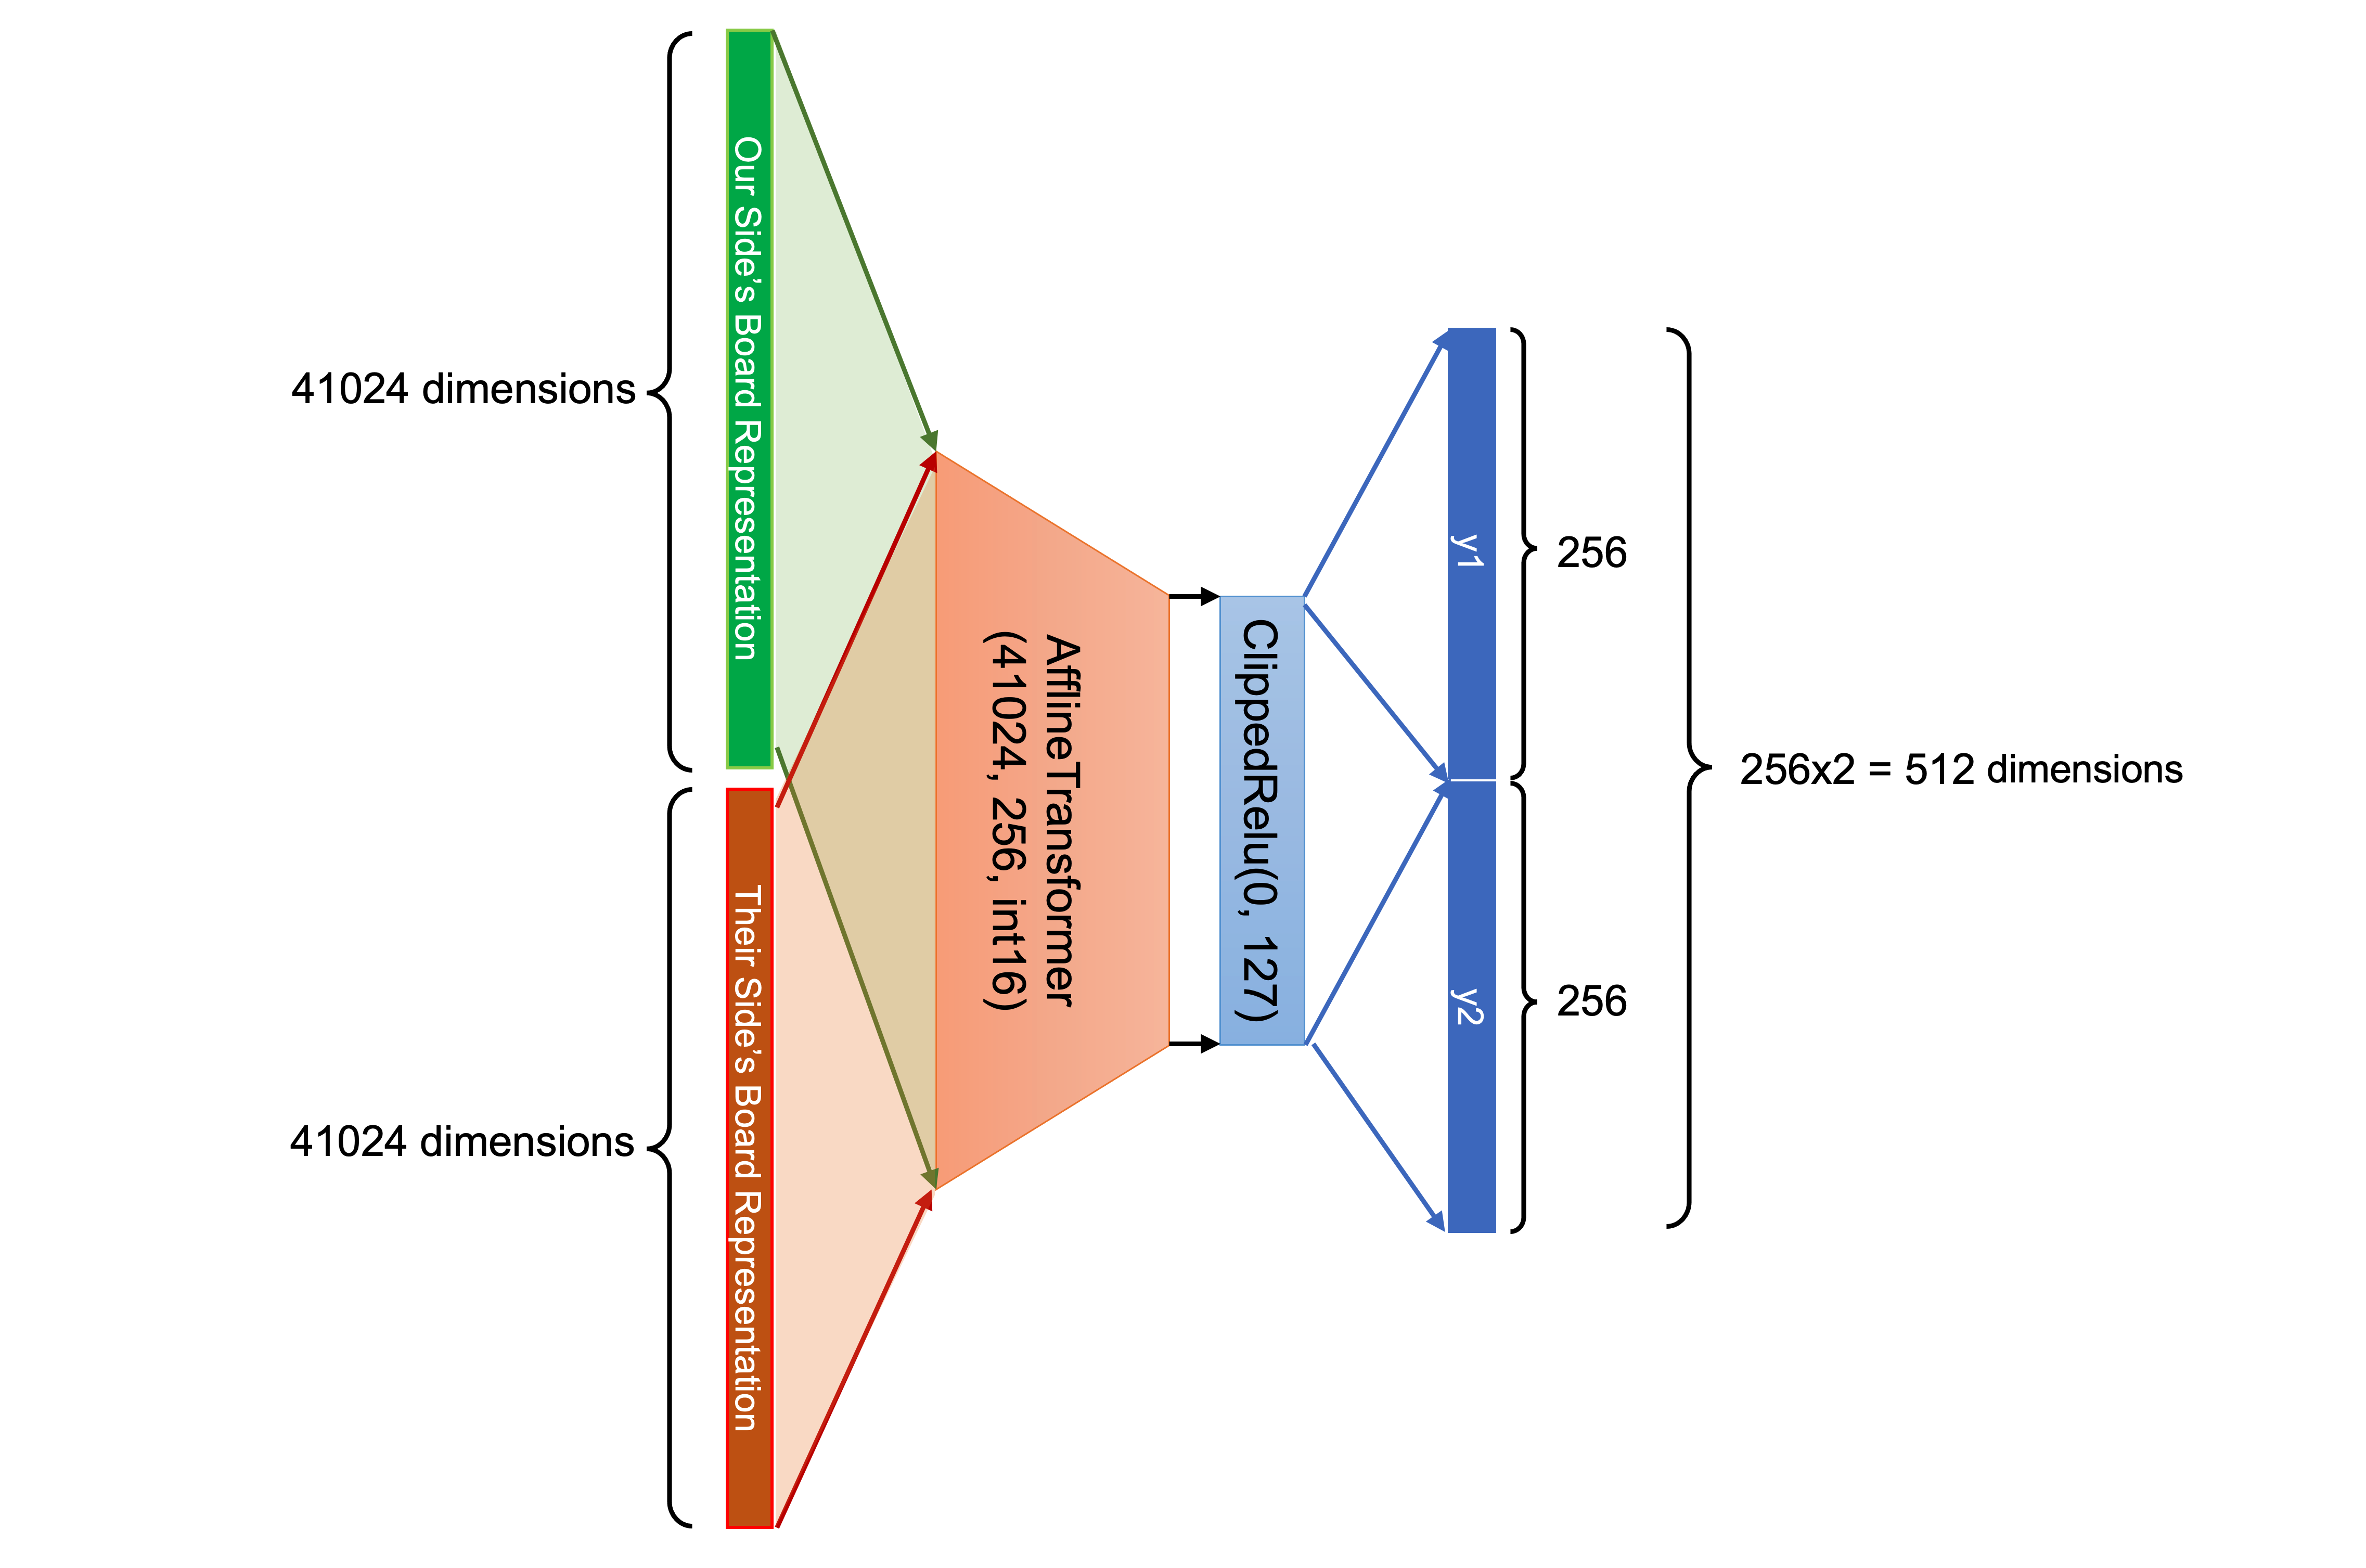 41024 dimensions
Our Side's Board Representation
41024 dimensions
Their Side's Board Representation
AfflineTransformer
(41024, 256, int16)
ClippedRelu(0, 127)
y1
y2
256
256
256x2 = 512 dimensions